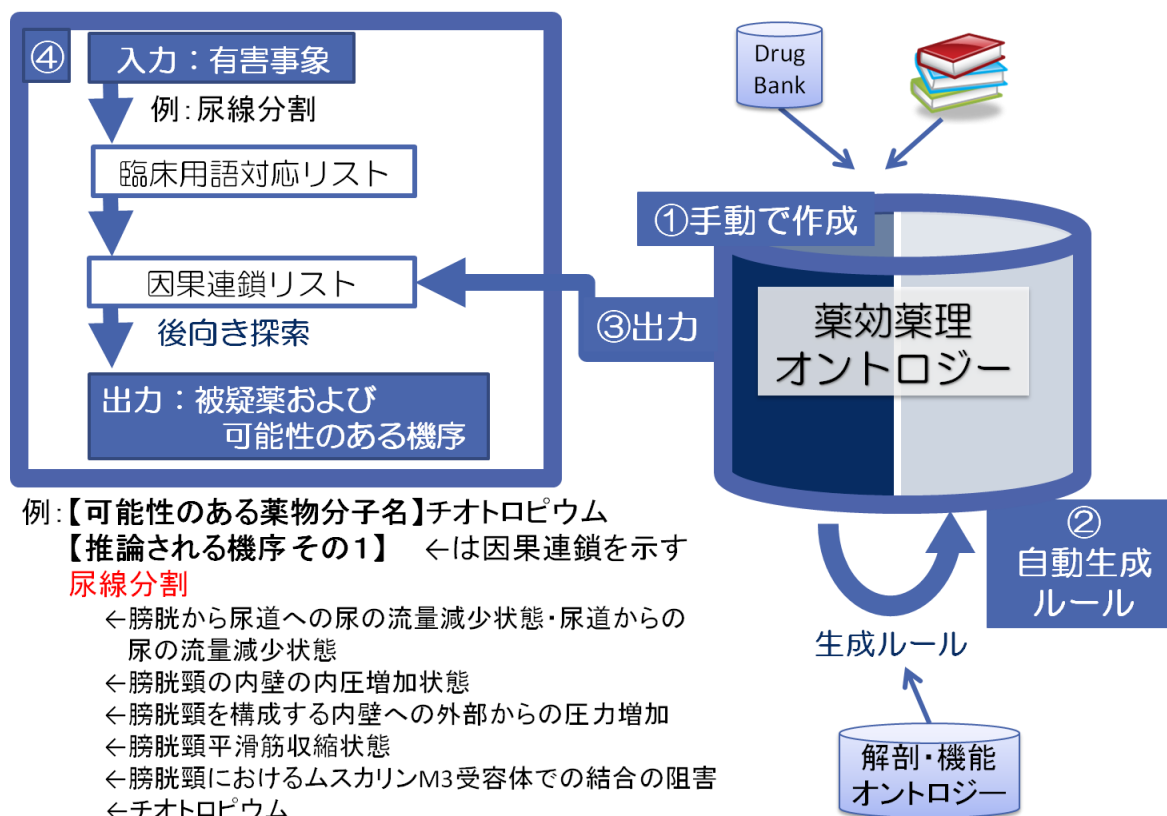 ④
入力：有害事象
例：尿線分割
臨床用語対応リスト
因果連鎖リスト
後向き探索
出力：被疑薬および
可能性のある機序
Drug
Bank
①手動で作成
③出力
薬効薬理
オントロジー
②
自動生成
ルール
生成ルール
解剖・機能
オントロジー
例：【可能性のある薬物分子名】チオトロピウム
【推論される機序 その１】　←は因果連鎖を示す
尿線分割
←膀胱から尿道への尿の流量減少状態・尿道からの
尿の流量減少状態
←膀胱頸の内壁の内圧増加状態
←膀胱頸を構成する内壁への外部からの圧力増加
←膀胱頸平滑筋収縮状態
←膀胱頸におけるムスカリンM3受容体での結合の阻害
←チオトロピウム